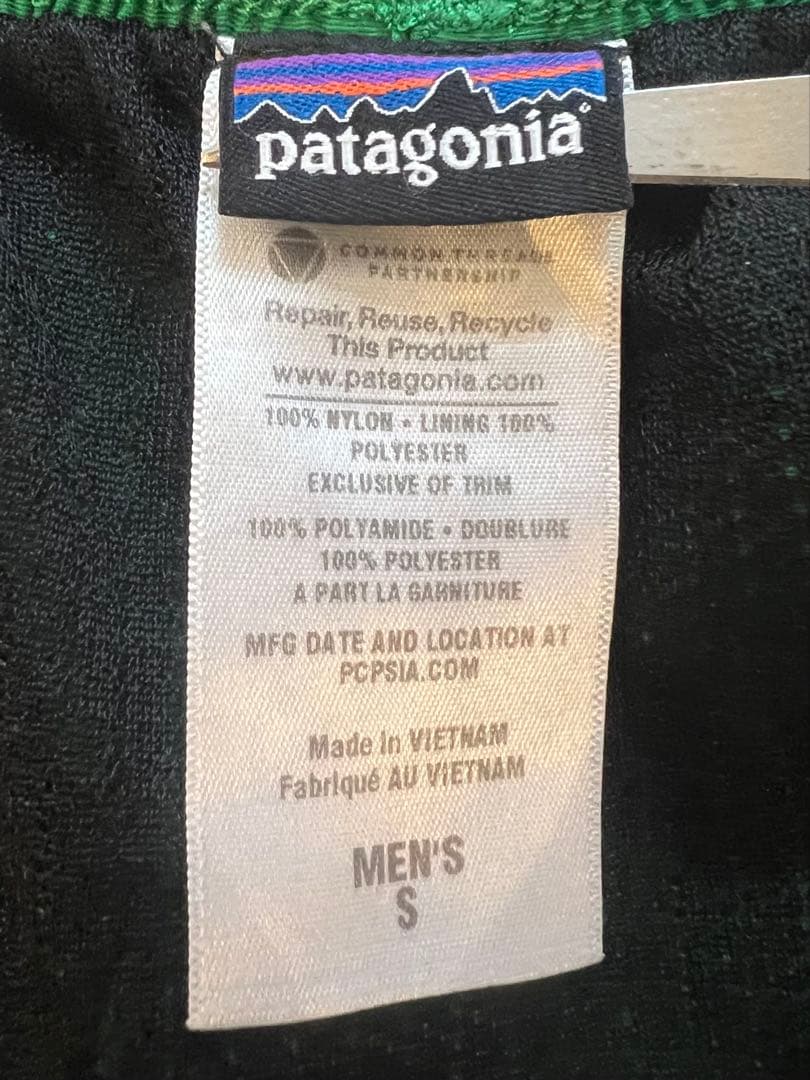 patagonia
COMMON THREADS
PARTNERSHIP
Repair, Reuse, Recycle
This Product
www.patagonia.com
100% NYLON • LINING 100%
POLYESTER
EXCLUSIVE OF TRIM
100% POLYAMIDE • DOUBLURE
100% POLYESTER
A PART LA GARNITURE
MFG DATE AND LOCATION AT
PCPSIA.COM
Made in VIETNAM
Fabriqué AU VIETNAM
MEN'S
S